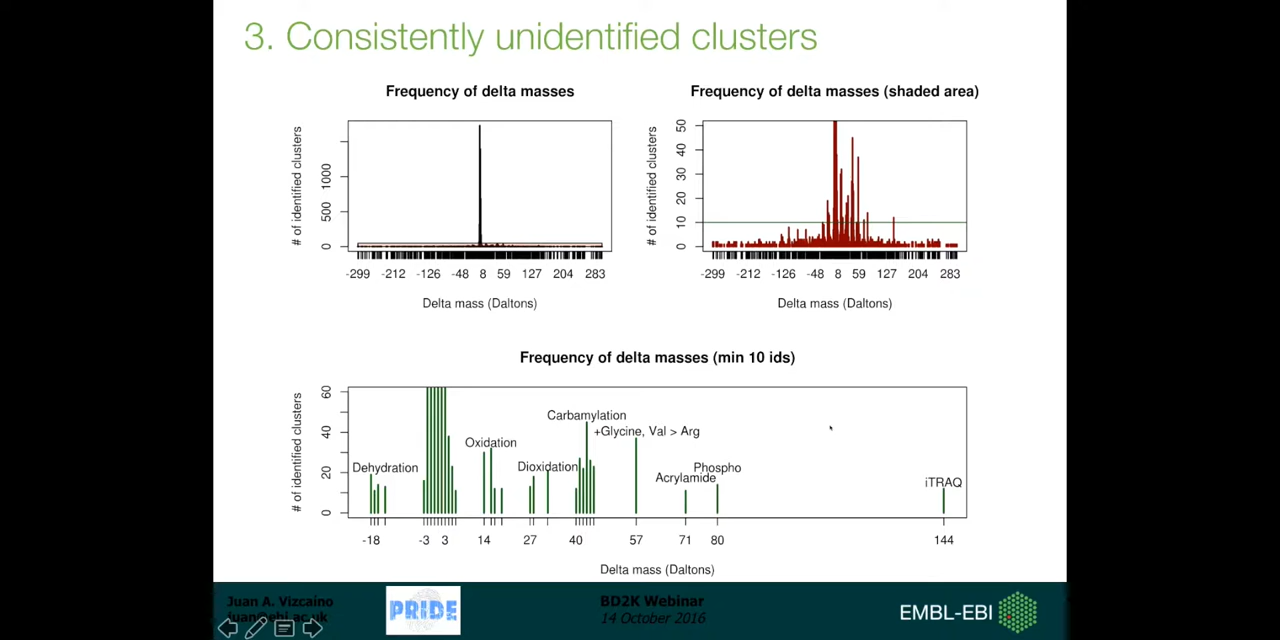 3. Consistently unidentified clusters
Frequency of delta masses
# of identified clusters
0 500 1000
-299 -212 -126 -48 8 59 127 204 283
Delta mass (Daltons)
Frequency of delta masses (shaded area)
# of identified clusters
0 10 20 30 40 50
-299 -212 -126 -48 8 59 127 204 283
Delta mass (Daltons)
Frequency of delta masses (min 10 ids)
# of identified clusters
0 20 40 60
Carbamylation
+Glycine, Val > Arg
Oxidation
Dehydration
Dioxidation
Phospho
Acrylamide
iTRAQ
-18 -3 3 14 27 40 57 71 80 144
Delta mass (Daltons)
Juan A. Vizcaino
juan@ebi.ac.uk
PRIDE
BD2K Webinar
14 October 2016
EMBL-EBI